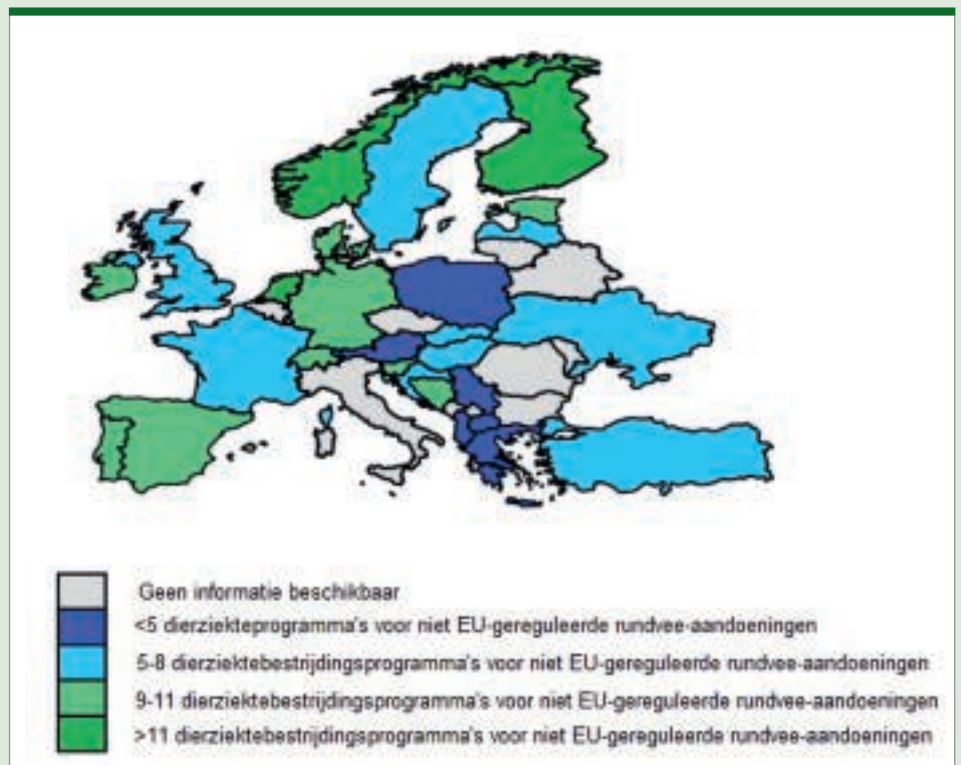 Geen informatie beschikbaar
<5 dierziekteprogramma's voor niet EU-gereguleerde rundvee-aandoeningen
5-8 dierziektebestrijdingsprogramma's voor niet EU-gereguleerde rundvee-aandoeningen
9-11 dierziektebestrijdingsprogramma's voor niet EU-gereguleerde rundvee-aandoeningen
>11 dierziektebestrijdingsprogramma's voor niet EU-gereguleerde rundvee-aandoeningen